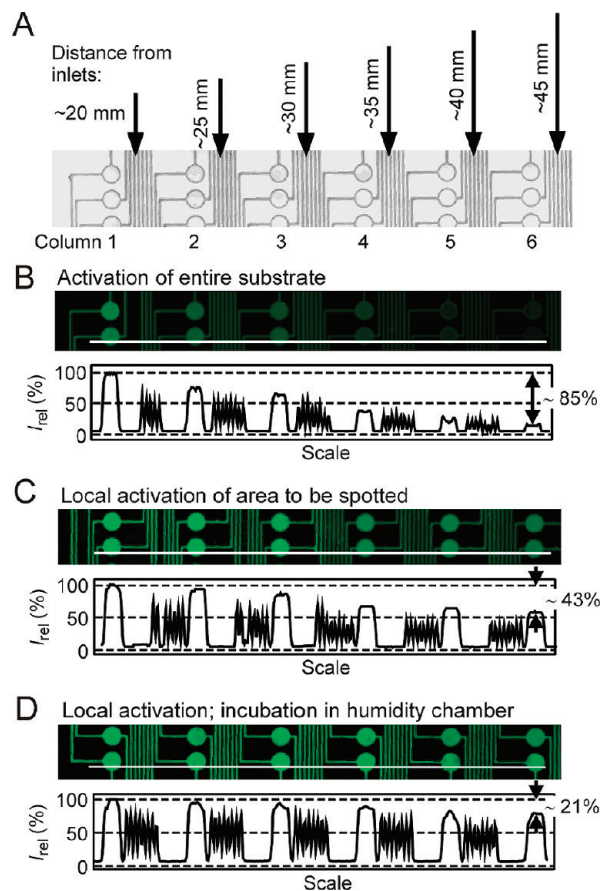 A
Distance from
inlets:
~20 mm
~25 mm
~30 mm
~35 mm
~40 mm
~45 mm
Column 1 2 3 4 5 6
B Activation of entire substrate
Irel (%)
100
50
0
~ 85%
Scale
C Local activation of area to be spotted
Irel (%)
100
50
0
~ 43%
Scale
D Local activation; incubation in humidity chamber
Irel (%)
100
50
0
~ 21%
Scale